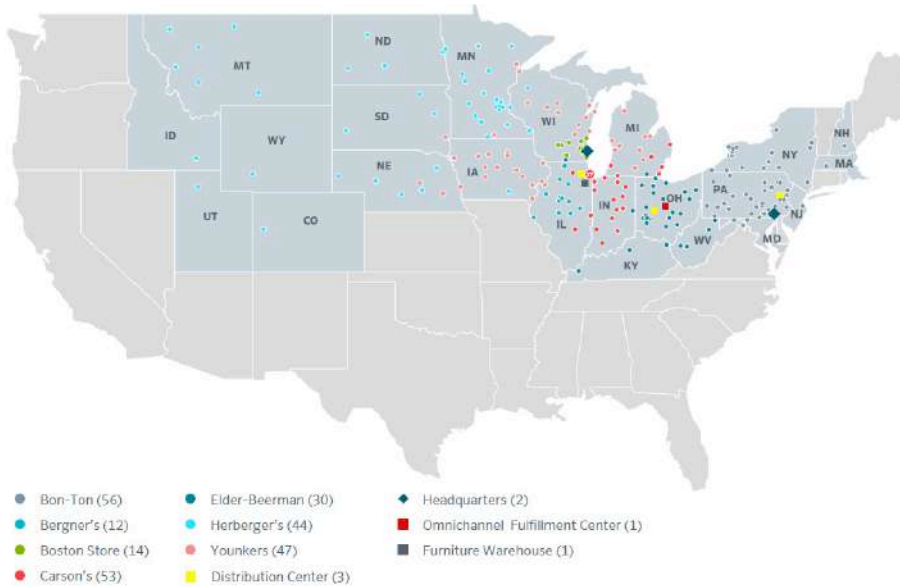 ND
MN
MT
WI
MI
ID
SD
WY
NH
NY
MA
NE
IA
PA
OH
NJ
UT
CO
IL
IN
WV
MD
KY
Bon-Ton (56)
Elder-Beerman (30)
Headquarters (2)
Bergner's (12)
Herberger's (44)
Omnichannel Fulfillment Center (1)
Boston Store (14)
Younkers (47)
Furniture Warehouse (1)
Carson's (53)
Distribution Center (3)